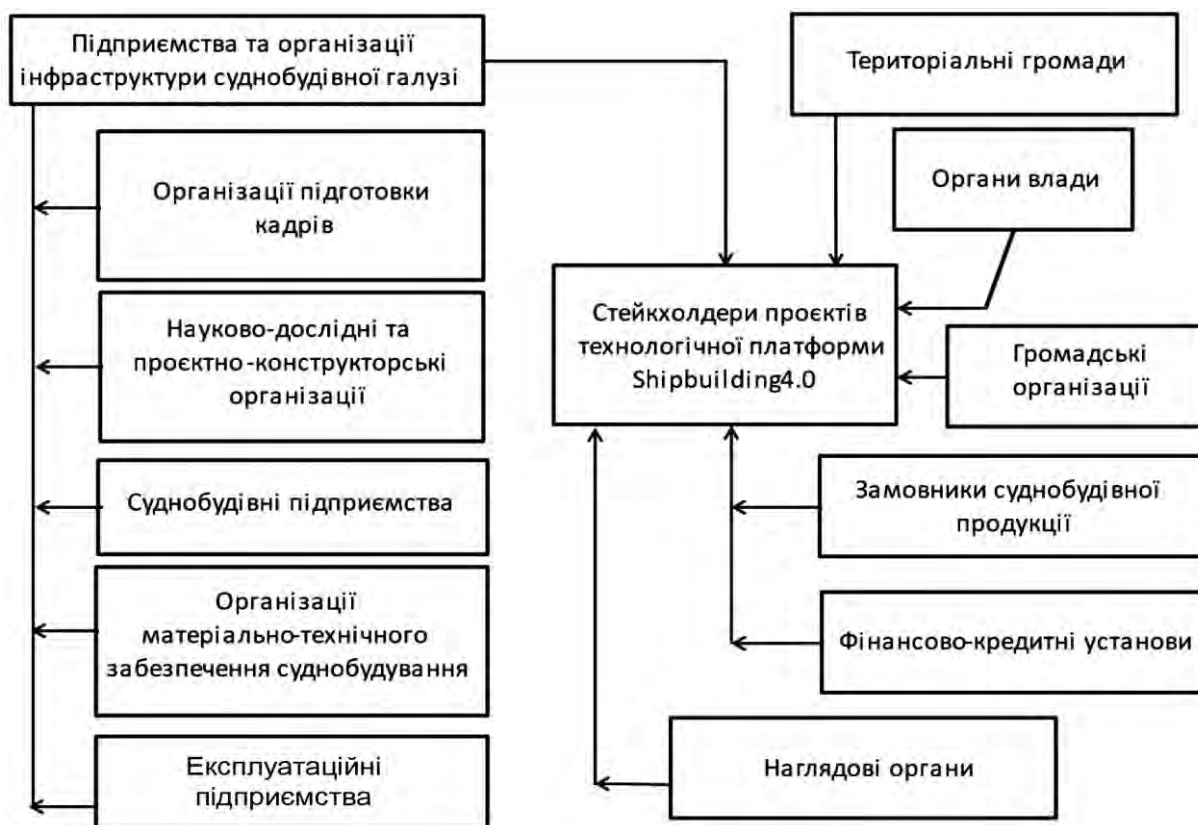 Підприємства та організації
інфраструктури суднобудівної галузі
Організації підготовки
кадрів
Науково-дослідні та
проєктно-конструкторські
організації
Суднобудівні підприємства
Організації
матеріально-технічного
забезпечення суднобудування
Експлуатаційні
підприємства
Територіальні громади
Органи влади
Стейкхолдери проєктів
технологічної платформи
Shipbuilding4.0
Громадські
організації
Замовники суднобудівної
продукції
Фінансово-кредитні установи
Наглядові органи